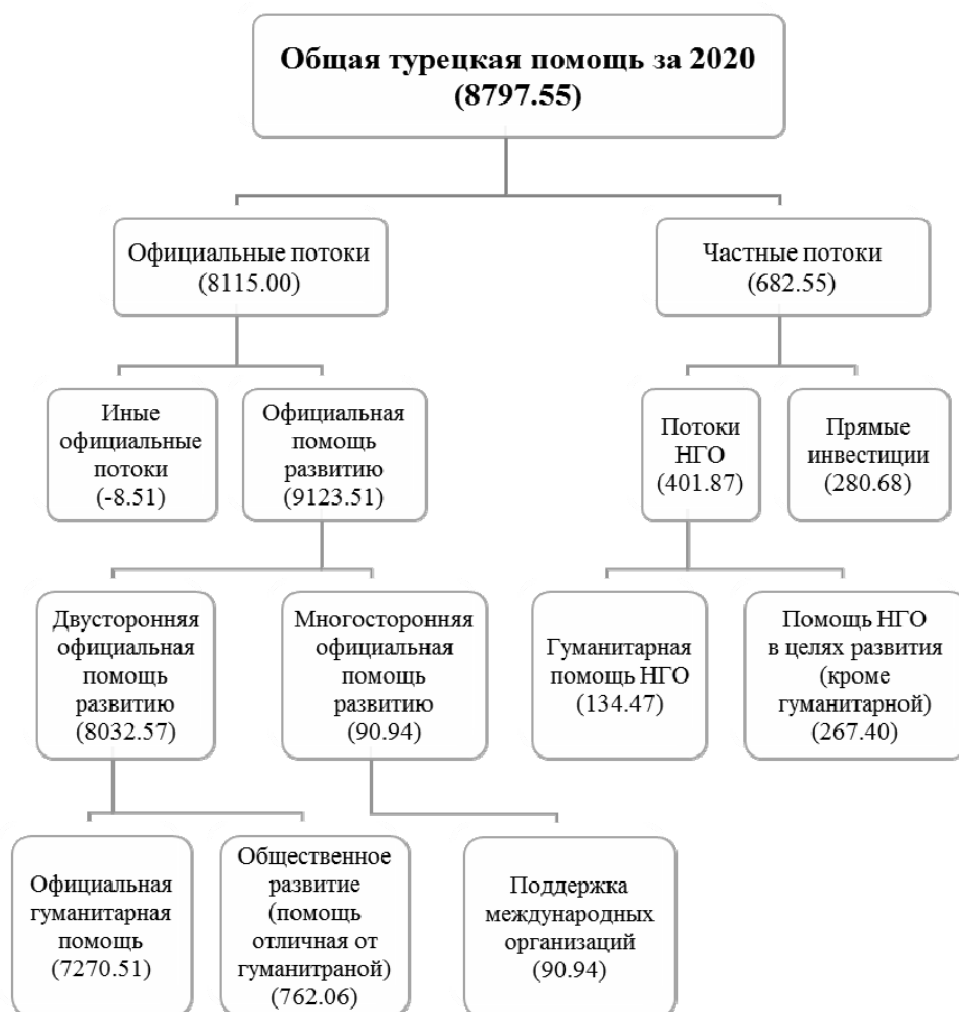 Общая турецкая помощь за 2020
(8797.55)
Официальные потоки
(8115.00)
Частные потоки
(682.55)
Иные
официальные
потоки
(-8.51)
Официальная
помощь
развитию
(9123.51)
Потоки
НГО
(401.87)
Прямые
инвестиции
(280.68)
Двусторонняя
официальная
помощь
развитию
(8032.57)
Многосторонняя
официальная
помощь
развитию
(90.94)
Гуманитарная
помощь НГО
(134.47)
Помощь НГО
в целях развития
(кроме
гуманитарной)
(267.40)
Официальная
гуманитарная
помощь
(7270.51)
Общественное
развитие
(помощь
отличная от
гуманитраной)
(762.06)
Поддержка
международных
организаций
(90.94)